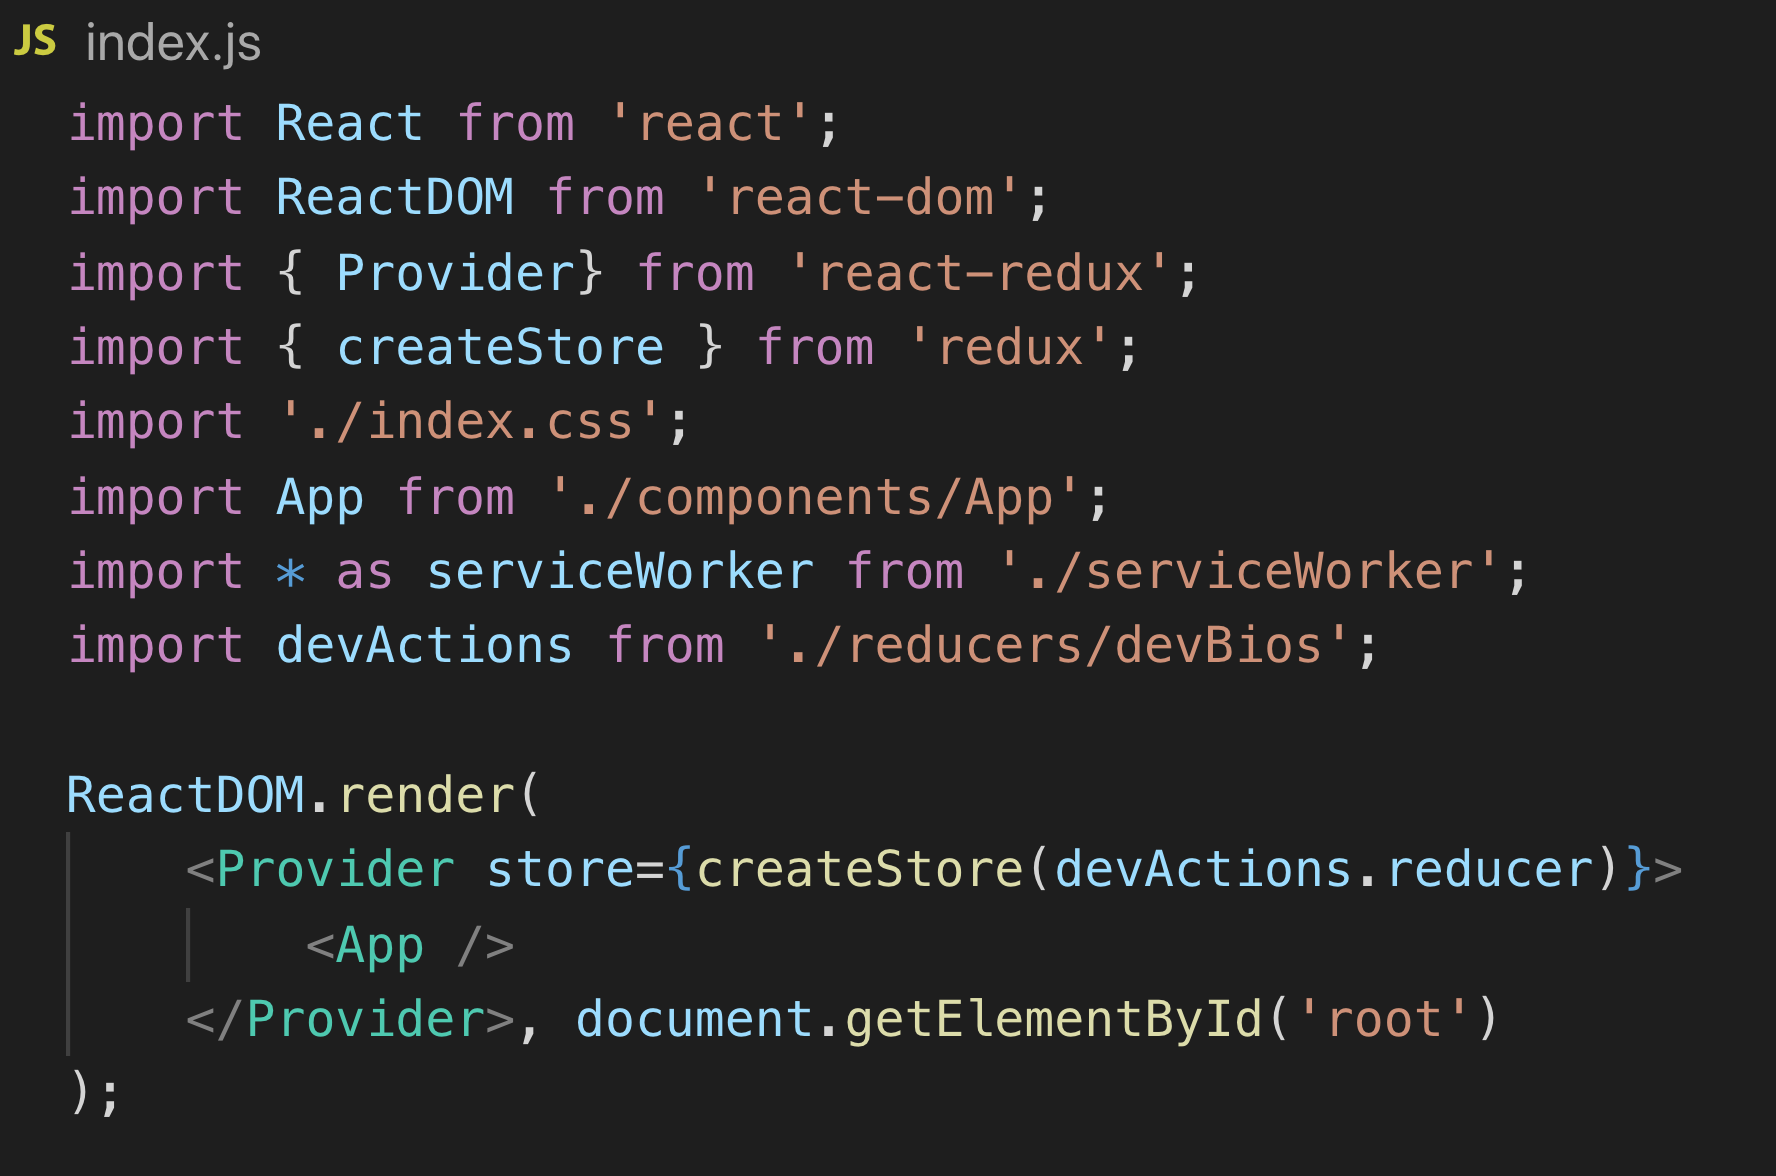 JS index.js
import React from 'react';
import ReactDOM from 'react-dom';
import { Provider} from 'react-redux';
import { createStore } from 'redux';
import './index.css';
import App from './components/App';
import * as serviceWorker from './serviceWorker';
import devActions from './reducers/devBios';

ReactDOM.render(
    <Provider store={createStore(devActions.reducer)}>
        <App />
    </Provider>, document.getElementById('root')
);